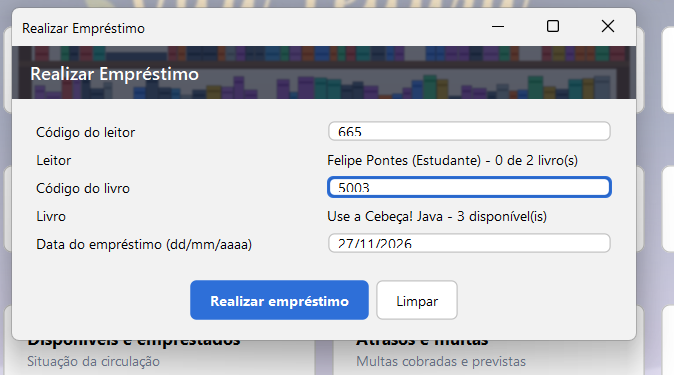 Realizar Empréstimo
Realizar Empréstimo
Código do leitor 665
Leitor Felipe Pontes (Estudante) - 0 de 2 livro(s)
Código do livro 5003
Livro Use a Cebeça! Java - 3 disponível(is)
Data do empréstimo (dd/mm/aaaa) 27/11/2026
Realizar empréstimo Limpar
Disponíveis e emprestados Atrasos e multas
Situação da circulação Multas cobradas e previstas